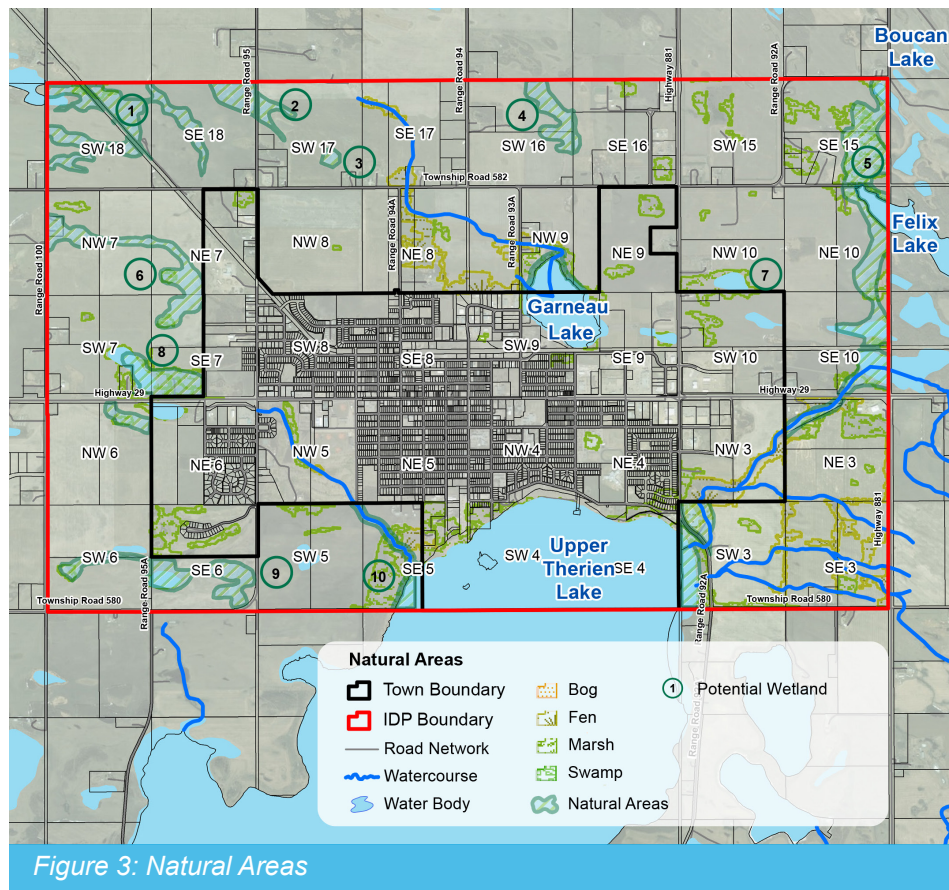 Boucan
Lake
Range Road 95
Range Road 94
Highway 881
Range Road 92A
1
2
4
SE 17
SW 18
SE 18
SW 17
SW 16
SE 16
SW 15
SE 15
3
5
Township Road 582
Range Road 100
NW 7
NE 7
NW 8
Range Road 94A
NE 8
Range Road 93A
NW 9
NE 9
NW 10
NE 10
Felix
Lake
6
7
Garneau
Lake
SW 7
8
SE 7
SW 8
SE 8
SW 9
SE 9
SW 10
SE 10
Highway 29
Highway 29
NW 6
NE 6
NW 5
NE 5
NW 4
NE 4
NW 3
NE 3
Highway 881
SW 6
SE 6
9
SW 5
10
SE 5
SW 4
Upper
Therien
Lake
SE 4
SW 3
SE 3
Township Road 580
Range Road 95A
Range Road 92A
Township Road 580
Natural Areas
Town Boundary
IDP Boundary
Road Network
Watercourse
Water Body
Bog
Fen
Marsh
Swamp
Natural Areas
1
Potential Wetland
Figure 3: Natural Areas